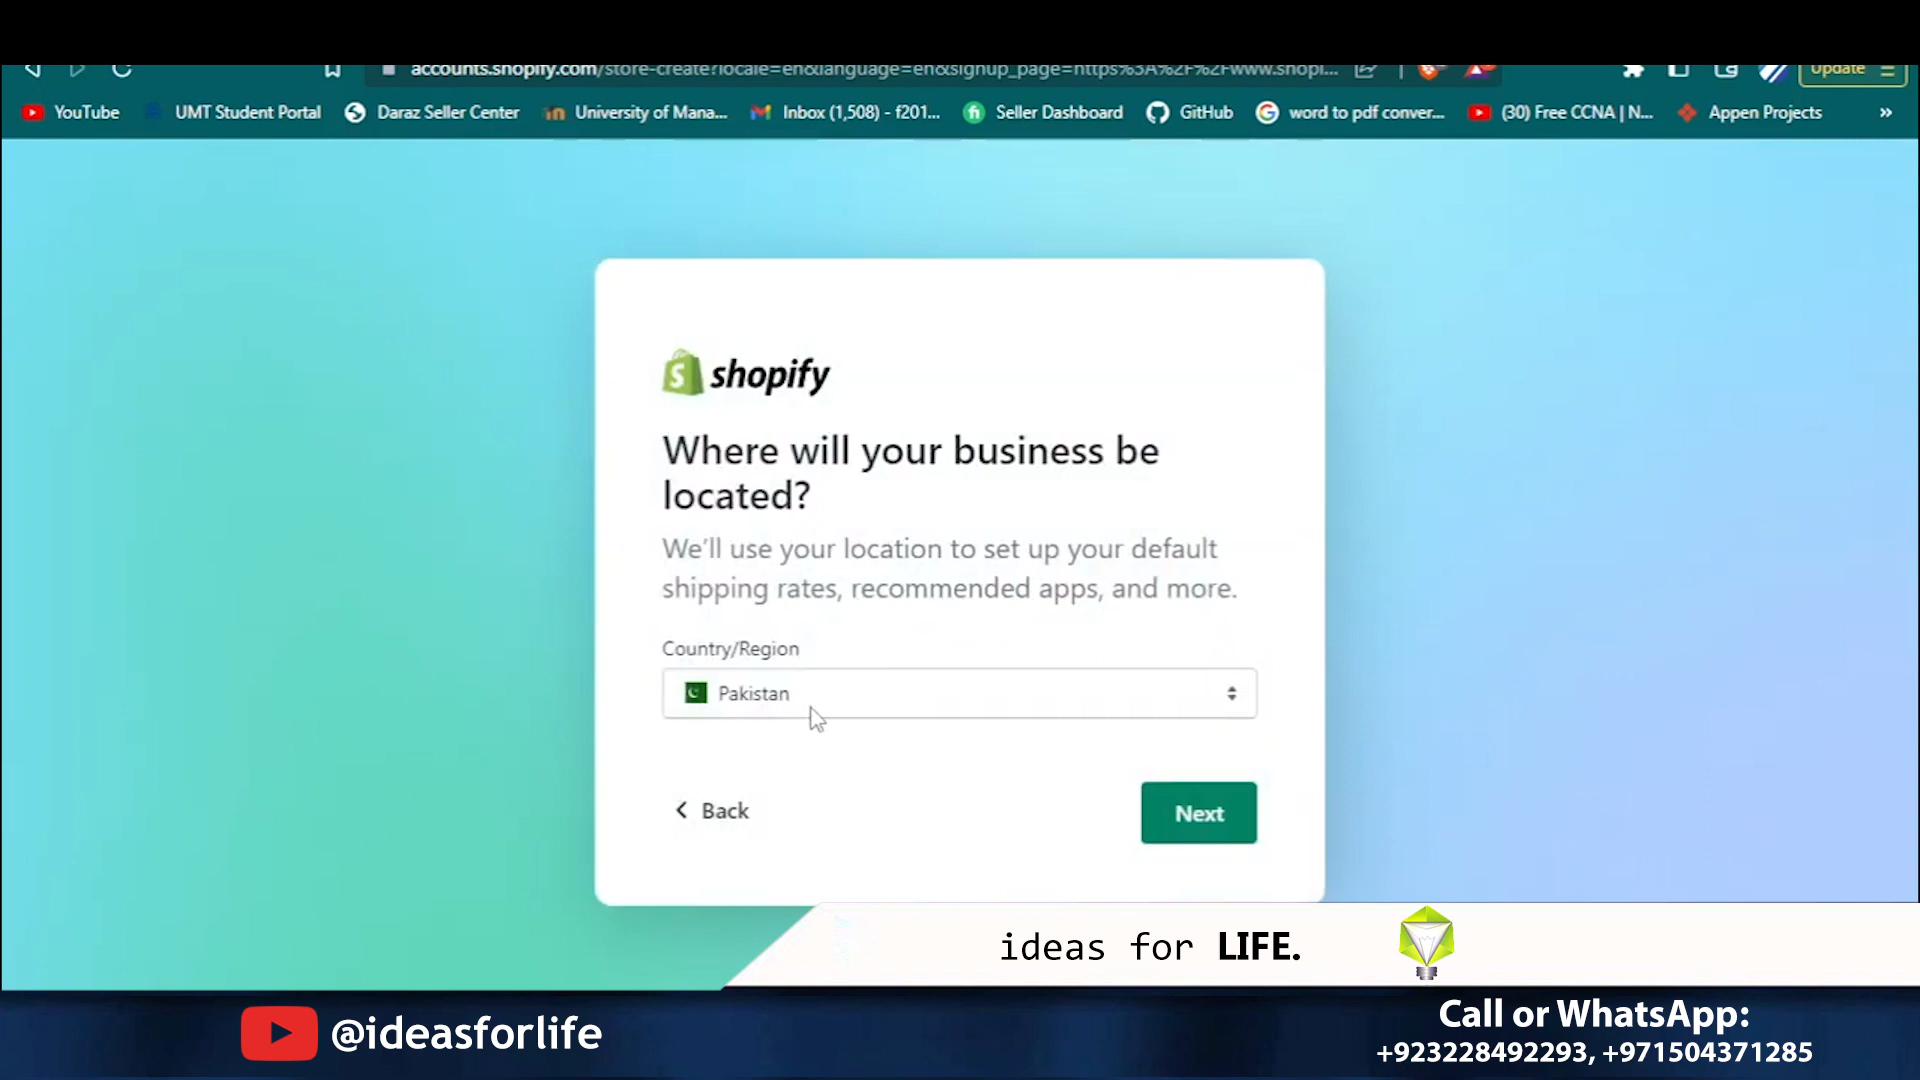 accounts.shopify.com/store-create?locale=en&language=en&signup_page=https%3A%2F%2Fwww.shopi...
Update
YouTube UMT Student Portal Daraz Seller Center University of Mana... Inbox (1,508) - f201... Seller Dashboard GitHub word to pdf conver... (30) Free CCNA | N... Appen Projects »
shopify
Where will your business be
located?
We'll use your location to set up your default
shipping rates, recommended apps, and more.
Country/Region
Pakistan
Back
Next
ideas for LIFE.
@ideasforlife
Call or WhatsApp:
+923228492293, +971504371285